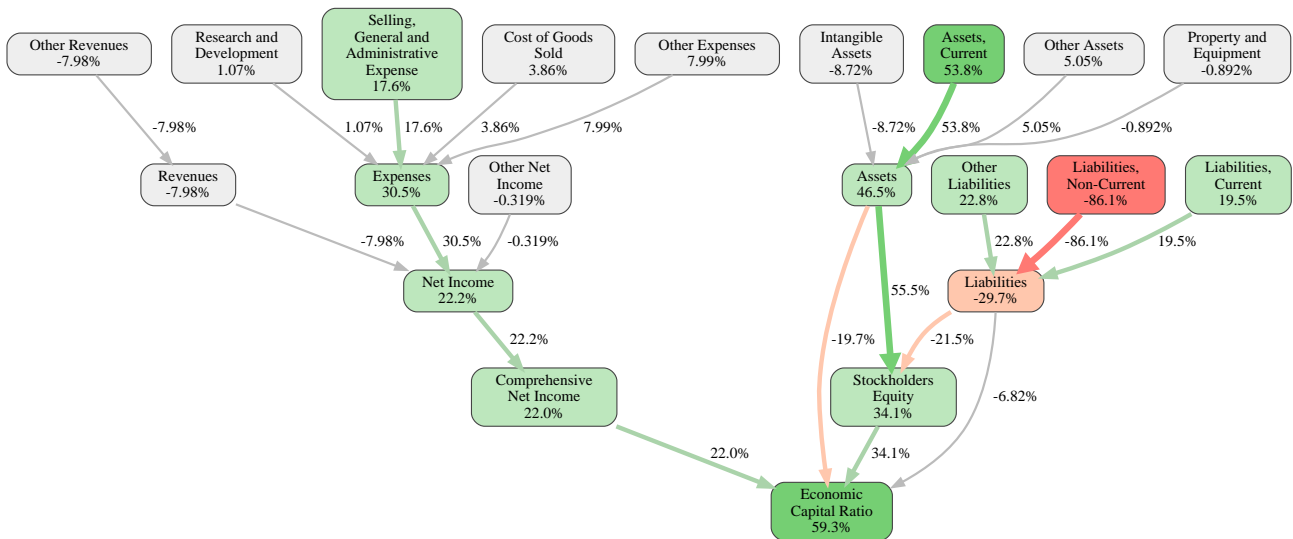 Other Revenues
-7.98%
Research and
Development
1.07%
Selling,
General and
Administrative
Expense
17.6%
Cost of Goods
Sold
3.86%
Other Expenses
7.99%
Intangible
Assets
-8.72%
Assets,
Current
53.8%
Other Assets
5.05%
Property and
Equipment
-0.892%
-7.98%
1.07%
17.6%
3.86%
7.99%
-8.72%
53.8%
5.05%
-0.892%
Revenues
-7.98%
Expenses
30.5%
Other Net
Income
-0.319%
Assets
46.5%
Other
Liabilities
22.8%
Liabilities,
Non-Current
-86.1%
Liabilities,
Current
19.5%
-7.98%
30.5%
-0.319%
22.8%
-86.1%
19.5%
Net Income
22.2%
55.5%
Liabilities
-29.7%
22.2%
-19.7%
-21.5%
Comprehensive
Net Income
22.0%
Stockholders
Equity
34.1%
-6.82%
22.0%
34.1%
Economic
Capital Ratio
59.3%